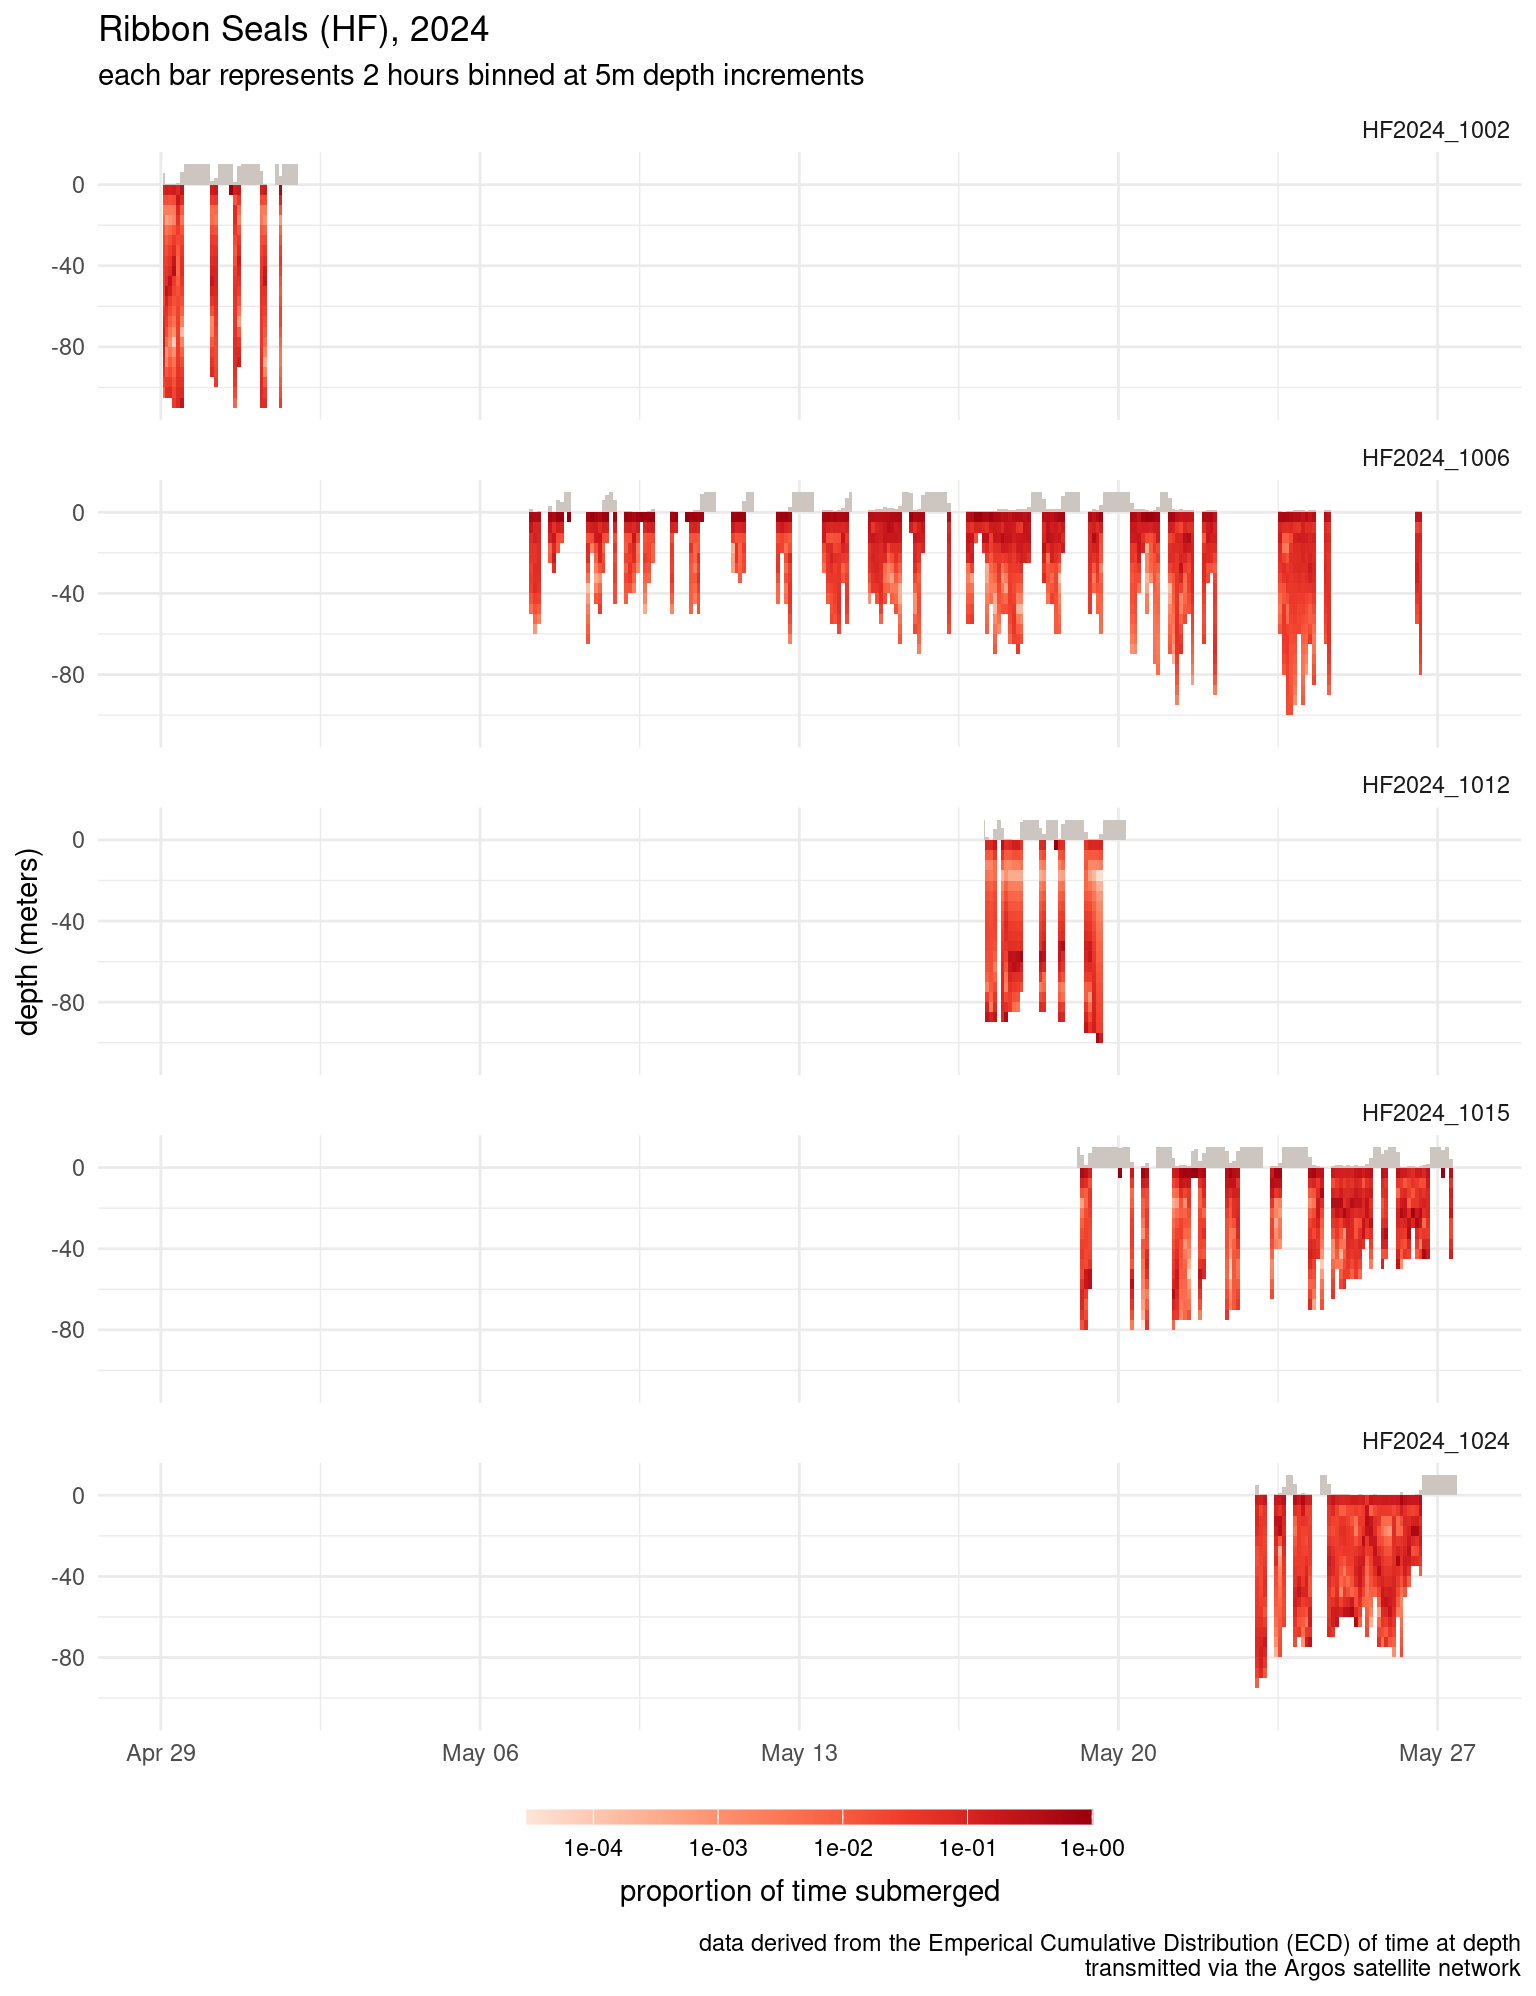 Ribbon Seals (HF), 2024
each bar represents 2 hours binned at 5m depth increments
HF2024_1002
0
-40
-80
HF2024_1006
0
-40
-80
HF2024_1012
0
-40
-80
depth (meters)
HF2024_1015
0
-40
-80
HF2024_1024
0
-40
-80
Apr 29 May 06 May 13 May 20 May 27
1e-04 1e-03 1e-02 1e-01 1e+00
proportion of time submerged
data derived from the Emperical Cumulative Distribution (ECD) of time at depth
transmitted via the Argos satellite network